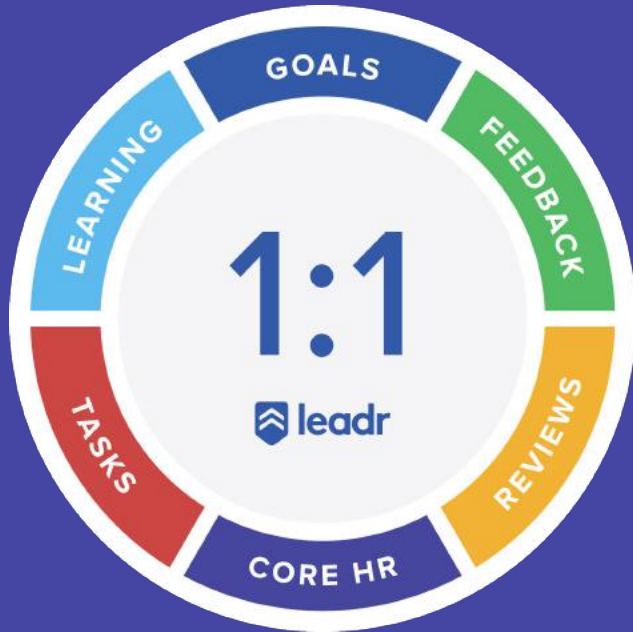 GOALS
FEEDBACK
REVIEWS
CORE HR
TASKS
LEARNING
1:1
leadr